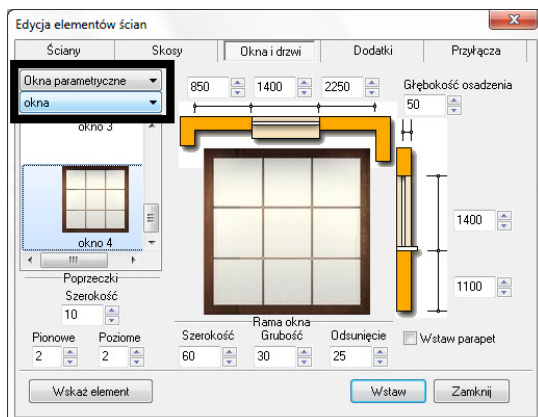 Edycja elementów ścian
Ściany Skosy Okna i drzwi Dodatki Przyłącza
Okna parametryczne
okna
850 1400 2250 Głębokość osadzenia
50
okno 3
okno 4
1400
1100
Poprzeczki
Szerokość
10
Pionowe Poziome
2 2
Rama okna
Szerokość Grubość Odsunięcie
60 30 25
Wstaw parapet
Wskaż element Wstaw Zamknij